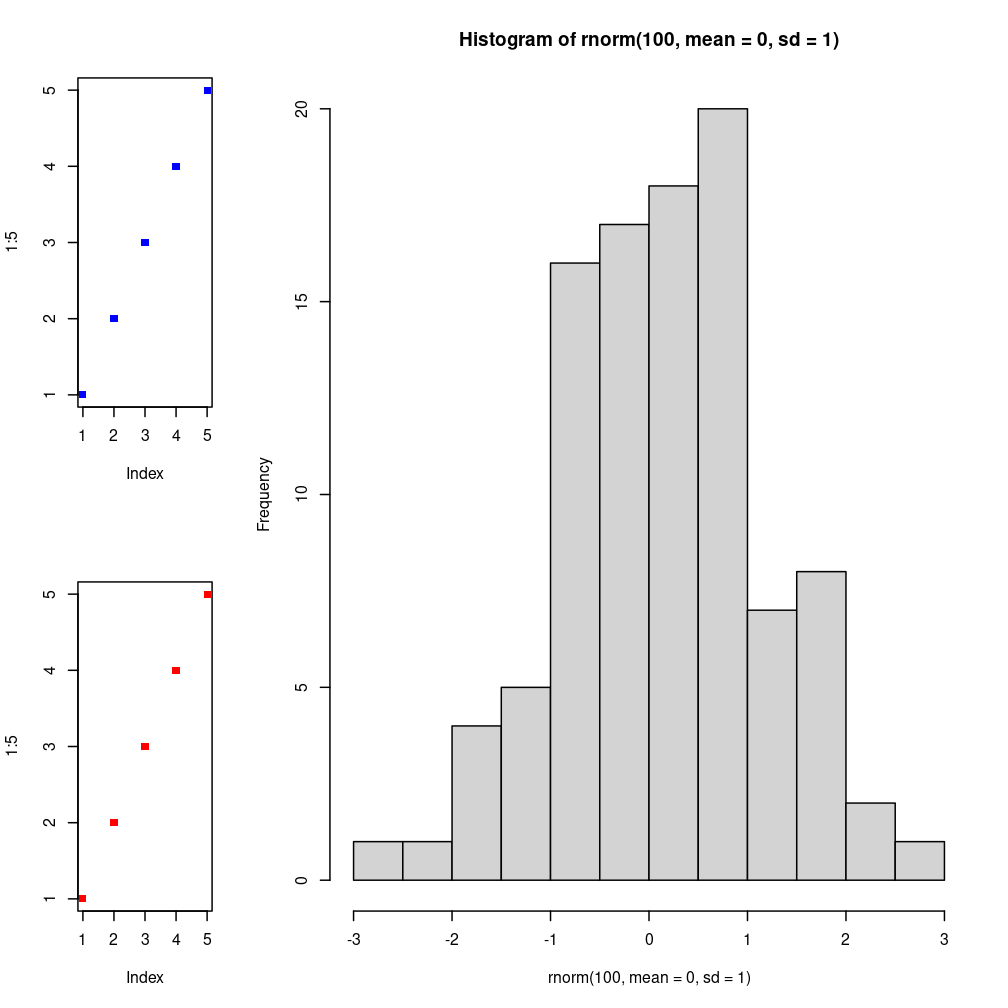 Histogram of rnorm(100, mean = 0, sd = 1)
5
4
3
2
1
1:5
1 2 3 4 5
Index
5
4
3
2
1
1:5
1 2 3 4 5
Index
20
15
10
5
0
Frequency
-3 -2 -1 0 1 2 3
rnorm(100, mean = 0, sd = 1)